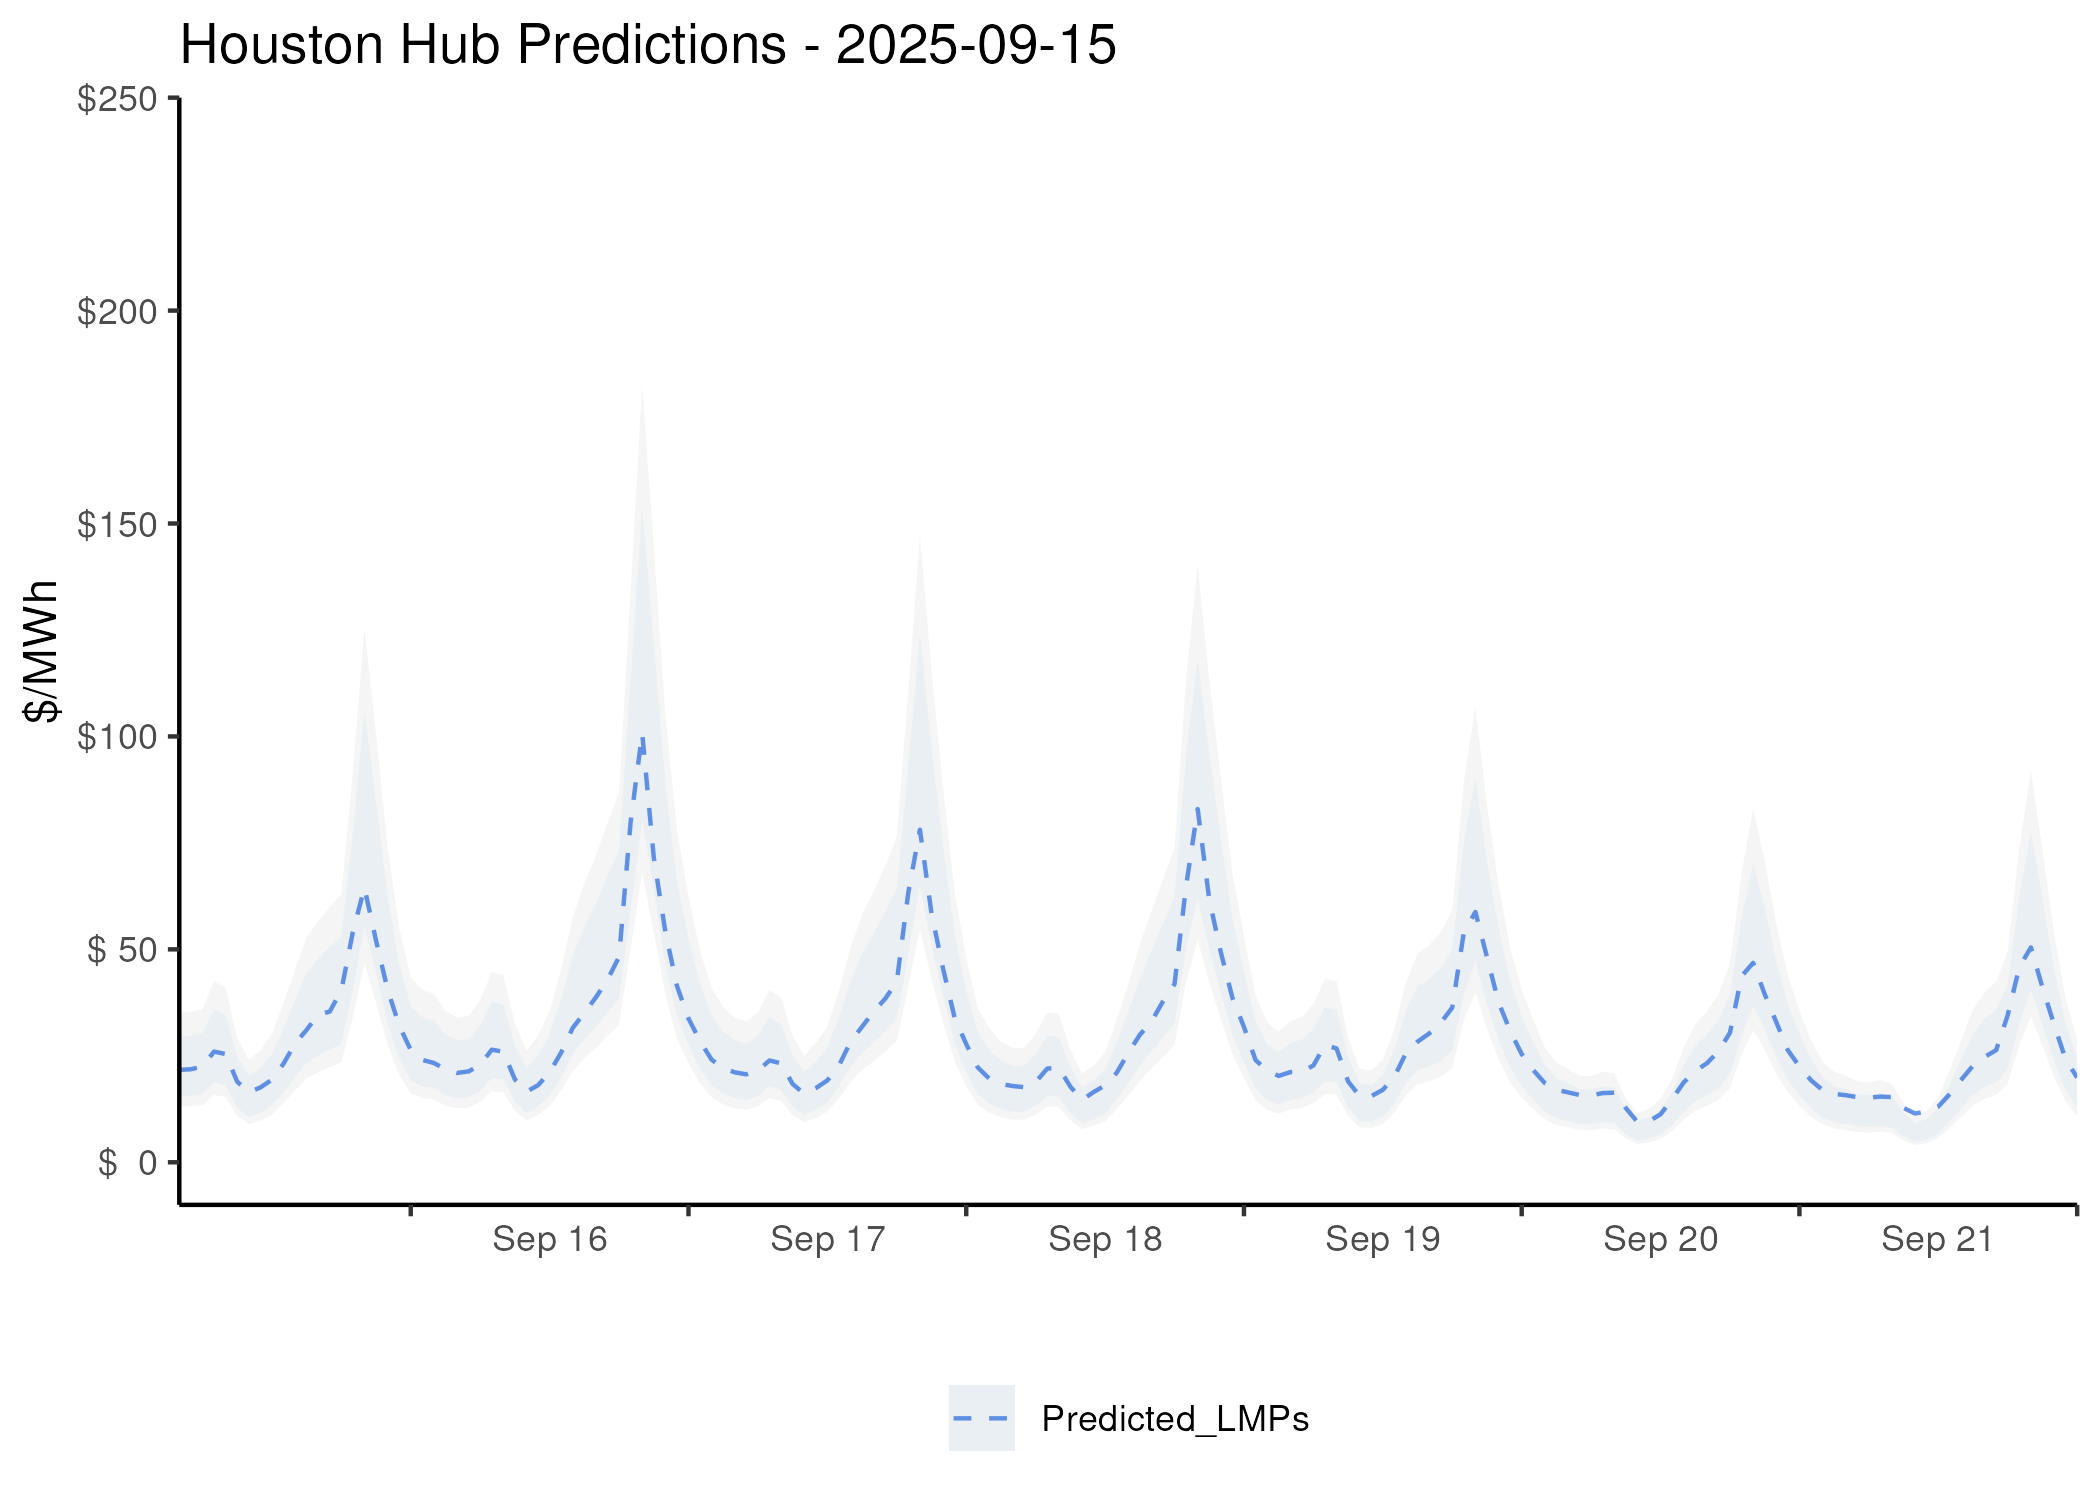 Houston Hub Predictions - 2025-09-15
$250
$200
$150
$100
$ 50
$  0
$/MWh
Sep 16
Sep 17
Sep 18
Sep 19
Sep 20
Sep 21
Predicted_LMPs